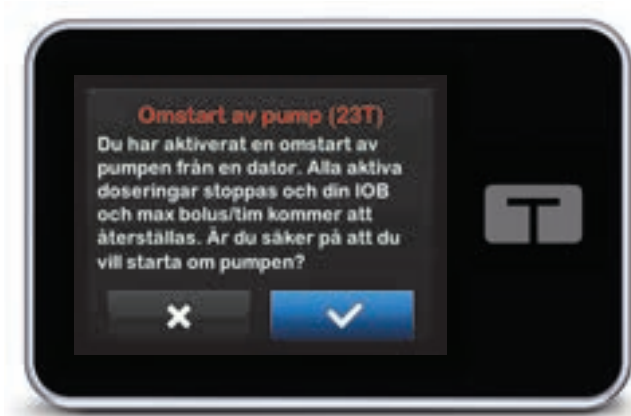 Omstart av pump (23T)
Du har aktiverat en omstart av
pumpen från en dator. Alla aktiva
doseringar stoppas och din IOB
och max bolus/tim kommer att
återställas. Är du säker på att du
vill starta om pumpen?